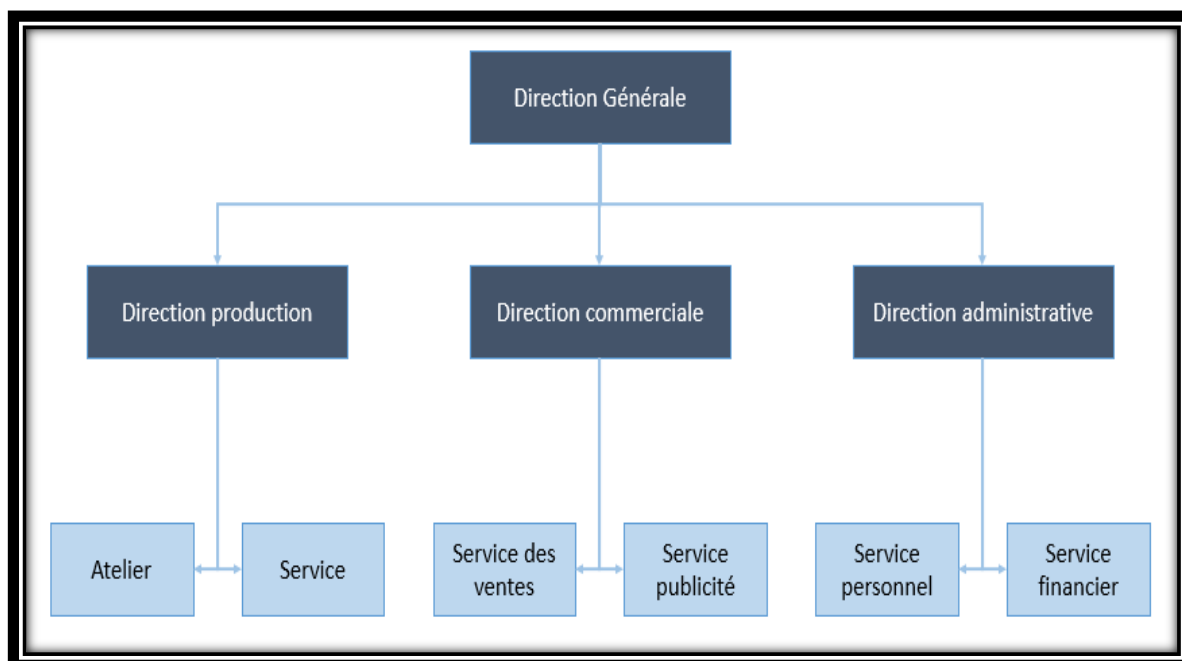 Direction Générale
Direction production
Direction commerciale
Direction administrative
Atelier
Service
Service des
ventes
Service
publicité
Service
personnel
Service
financier